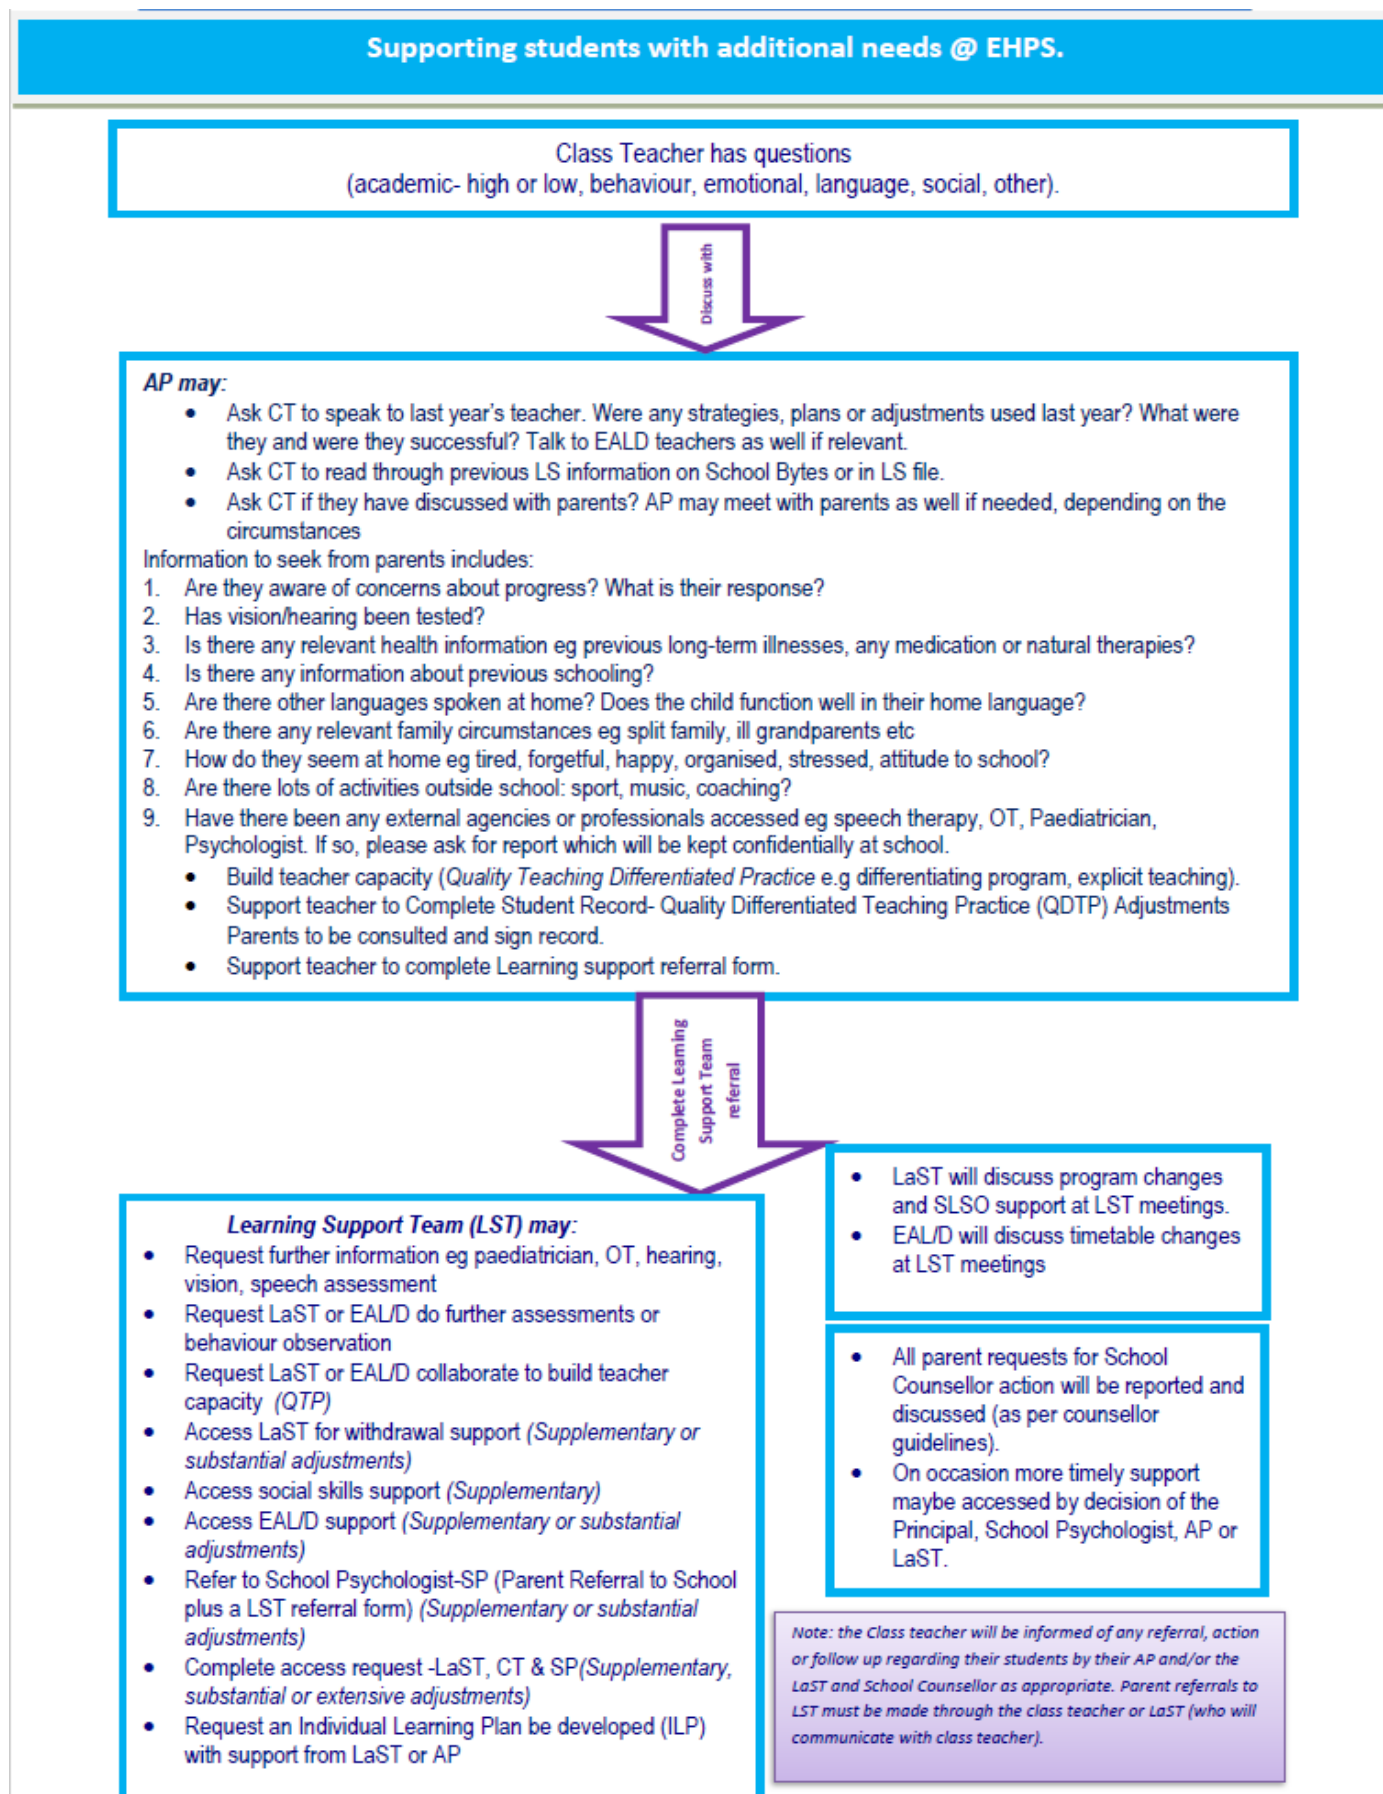 Supporting students with additional needs @ EHPS.
Class Teacher has questions
(academic- high or low, behaviour, emotional, language, social, other).
Discuss with
AP may:
• Ask CT to speak to last year's teacher. Were any strategies, plans or adjustments used last year? What were
they and were they successful? Talk to EALD teachers as well if relevant.
• Ask CT to read through previous LS information on School Bytes or in LS file.
• Ask CT if they have discussed with parents? AP may meet with parents as well if needed, depending on the
circumstances
Information to seek from parents includes:
1. Are they aware of concerns about progress? What is their response?
2. Has vision/hearing been tested?
3. Is there any relevant health information eg previous long-term illnesses, any medication or natural therapies?
4. Is there any information about previous schooling?
5. Are there other languages spoken at home? Does the child function well in their home language?
6. Are there any relevant family circumstances eg split family, ill grandparents etc
7. How do they seem at home eg tired, forgetful, happy, organised, stressed, attitude to school?
8. Are there lots of activities outside school: sport, music, coaching?
9. Have there been any external agencies or professionals accessed eg speech therapy, OT, Paediatrician,
Psychologist. If so, please ask for report which will be kept confidentially at school.
• Build teacher capacity (Quality Teaching Differentiated Practice e.g differentiating program, explicit teaching).
• Support teacher to Complete Student Record- Quality Differentiated Teaching Practice (QDTP) Adjustments
Parents to be consulted and sign record.
• Support teacher to complete Learning support referral form.
Complete Learning
Support Team
referral
Learning Support Team (LST) may:
• Request further information eg paediatrician, OT, hearing,
vision, speech assessment
• Request LaST or EAL/D do further assessments or
behaviour observation
• Request LaST or EAL/D collaborate to build teacher
capacity (QTP)
• Access LaST for withdrawal support (Supplementary or
substantial adjustments)
• Access social skills support (Supplementary)
• Access EAL/D support (Supplementary or substantial
adjustments)
• Refer to School Psychologist-SP (Parent Referral to School
plus a LST referral form) (Supplementary or substantial
adjustments)
• Complete access request -LaST, CT & SP(Supplementary,
substantial or extensive adjustments)
• Request an Individual Learning Plan be developed (ILP)
with support from LaST or AP
• LaST will discuss program changes
and SLSO support at LST meetings.
• EAL/D will discuss timetable changes
at LST meetings
• All parent requests for School
Counsellor action will be reported and
discussed (as per counsellor
guidelines).
• On occasion more timely support
maybe accessed by decision of the
Principal, School Psychologist, AP or
LaST.
Note: the Class teacher will be informed of any referral, action
or follow up regarding their students by their AP and/or the
LaST and School Counsellor as appropriate. Parent referrals to
LST must be made through the class teacher or LaST (who will
communicate with class teacher).